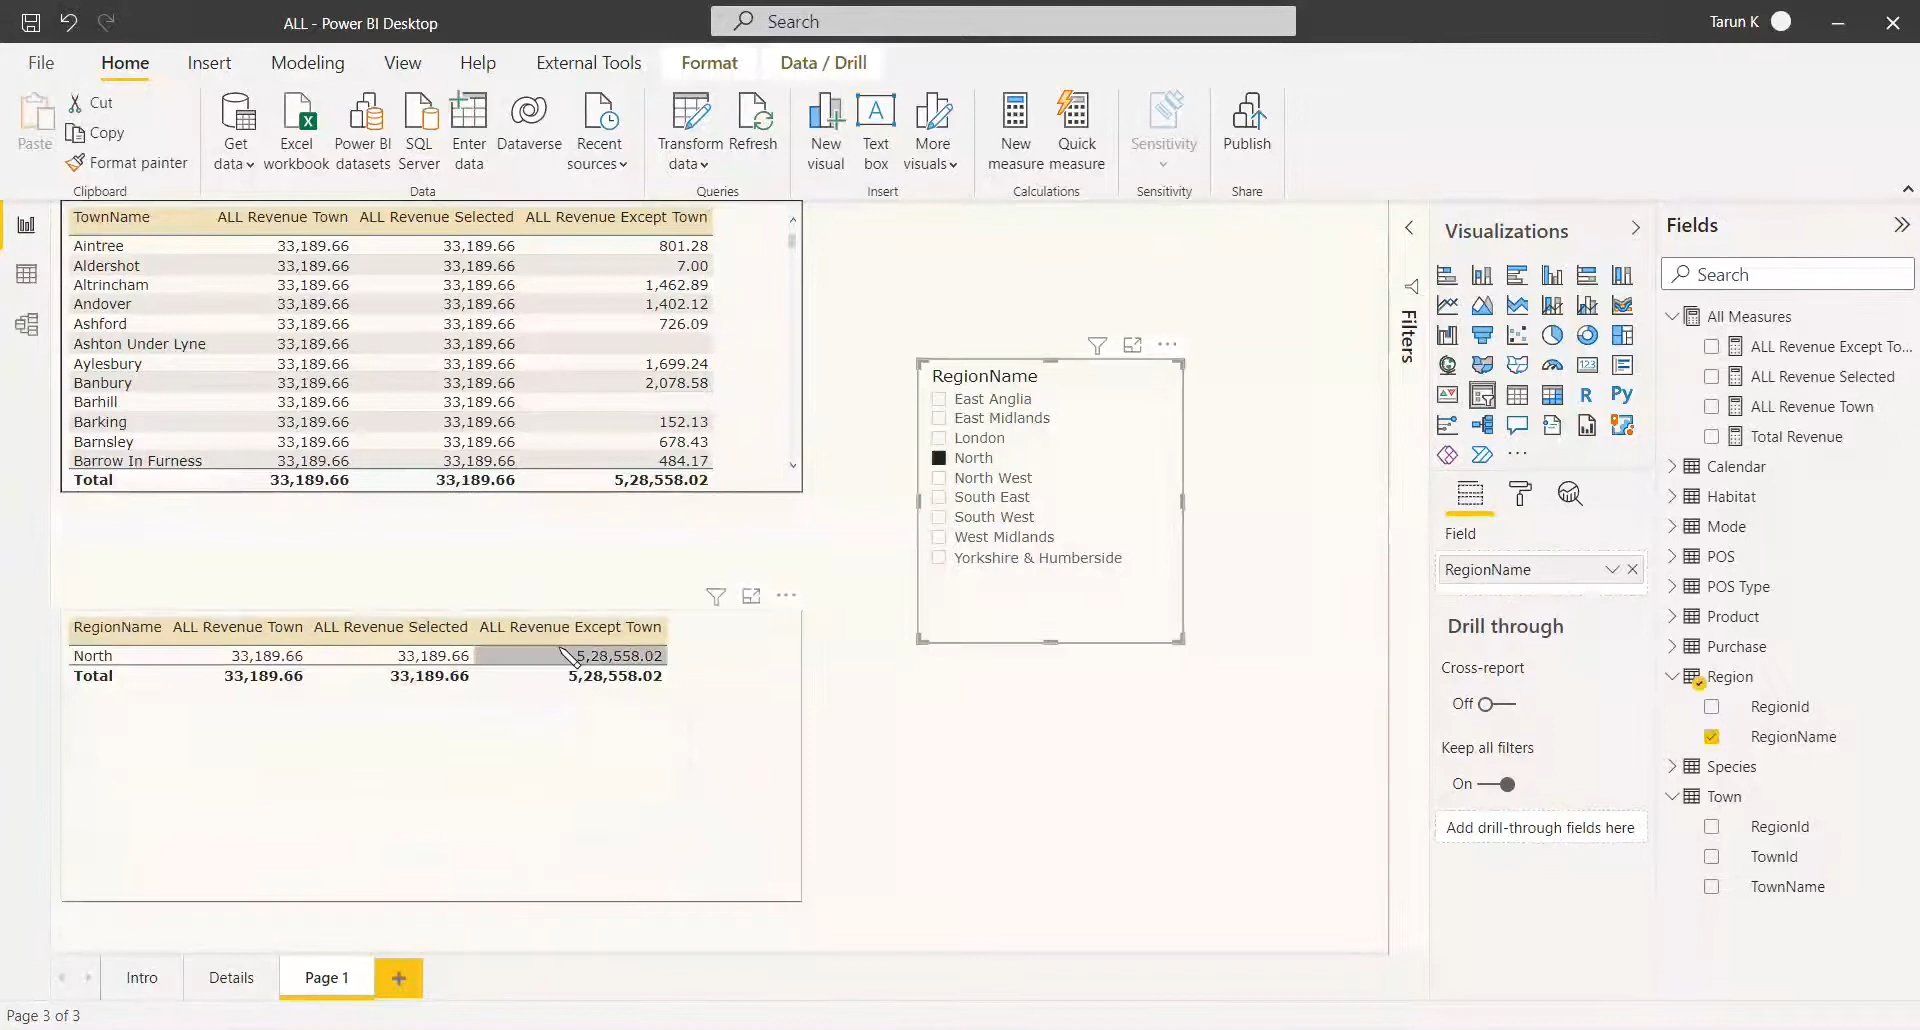 ALL - Power BI Desktop
Search
Tarun K
File Home Insert Modeling View Help External Tools Format Data / Drill
Paste
Cut
Copy
Format painter
Clipboard
Get data
Excel workbook
Power BI datasets
SQL Server
Enter data
Dataverse
Recent sources
Data
Transform data
Refresh
Queries
New visual
Text box
More visuals
Insert
New measure
Quick measure
Calculations
Sensitivity
Sensitivity
Publish
Share
TownName ALL Revenue Town ALL Revenue Selected ALL Revenue Except Town
Aintree 33,189.66 33,189.66 801.28
Aldershot 33,189.66 33,189.66 7.00
Altrincham 33,189.66 33,189.66 1,462.89
Andover 33,189.66 33,189.66 1,402.12
Ashford 33,189.66 33,189.66 726.09
Ashton Under Lyne 33,189.66 33,189.66
Aylesbury 33,189.66 33,189.66 1,699.24
Banbury 33,189.66 33,189.66 2,078.58
Barhill 33,189.66 33,189.66
Barking 33,189.66 33,189.66 152.13
Barnsley 33,189.66 33,189.66 678.43
Barrow In Furness 33,189.66 33,189.66 484.17
Total 33,189.66 33,189.66 5,28,558.02
RegionName ALL Revenue Town ALL Revenue Selected ALL Revenue Except Town
North 33,189.66 33,189.66 5,28,558.02
Total 33,189.66 33,189.66 5,28,558.02
RegionName
East Anglia
East Midlands
London
North
North West
South East
South West
West Midlands
Yorkshire & Humberside
Filters
Visualizations
R
Py
123
Field
RegionName
Drill through
Cross-report
Off
Keep all filters
On
Add drill-through fields here
Fields
Search
All Measures
ALL Revenue Except To...
ALL Revenue Selected
ALL Revenue Town
Total Revenue
Calendar
Habitat
Mode
POS
POS Type
Product
Purchase
Region
RegionId
RegionName
Species
Town
RegionId
TownId
TownName
Intro Details Page 1
Page 3 of 3